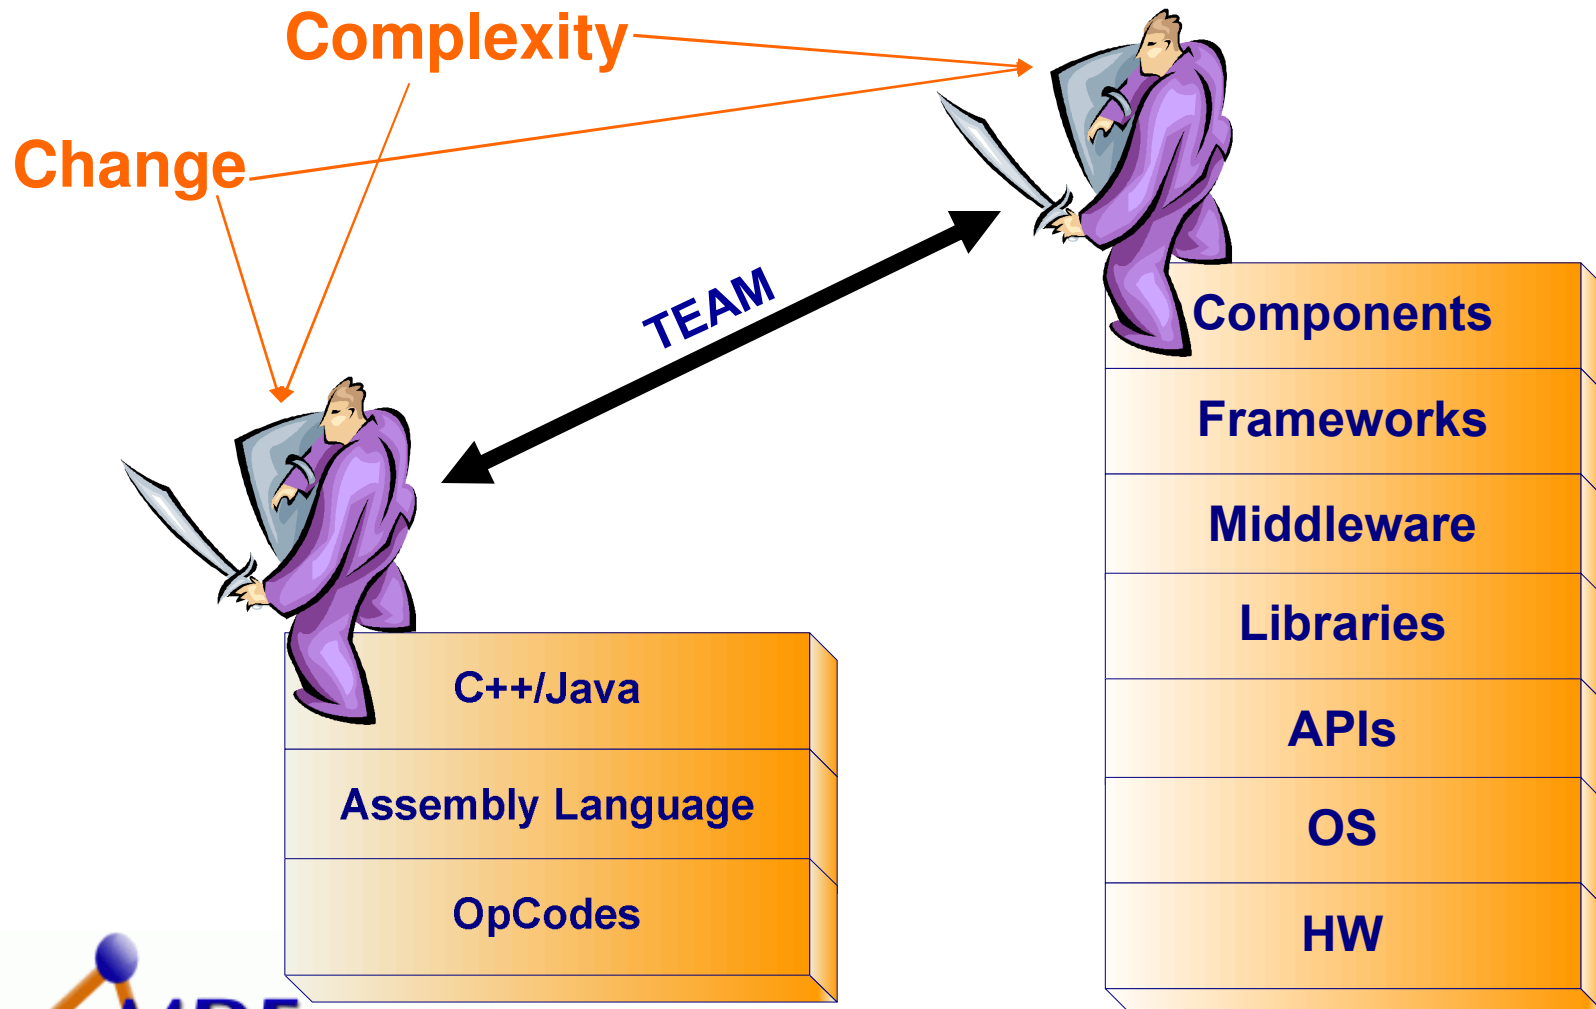 Complexity
Change
TEAM
Components
Frameworks
Middleware
Libraries
APIs
OS
HW
C++/Java
Assembly Language
OpCodes